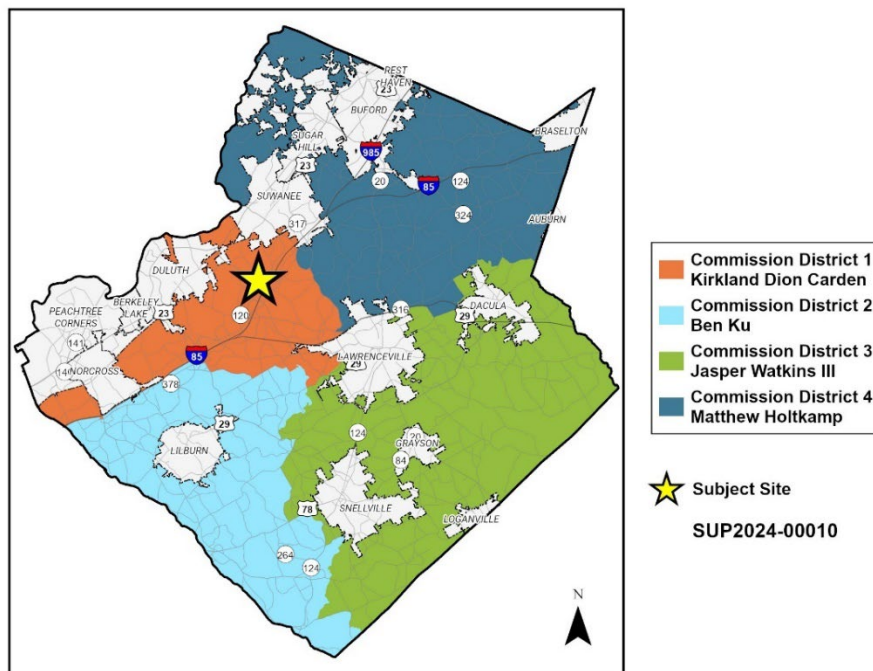 REST
HAVEN
23
BUFORD
BRASELTON
SUGAR
HILL
23
985
20
85
124
SUWANEE
324
317
AUBURN
DULUTH
BERKELEY
LAKE
PEACHTREE
CORNERS
23
120
316
DACULA
29
141
85
LAWRENCEVILLE
29
14
NORCROSS
378
29
124
20
GRAYSON
84
LILBURN
SNELLVILLE
78
LOGANVILLE
264
124
N
Commission District 1
Kirkland Dion Carden
Commission District 2
Ben Ku
Commission District 3
Jasper Watkins III
Commission District 4
Matthew Holtkamp
Subject Site
SUP2024-00010